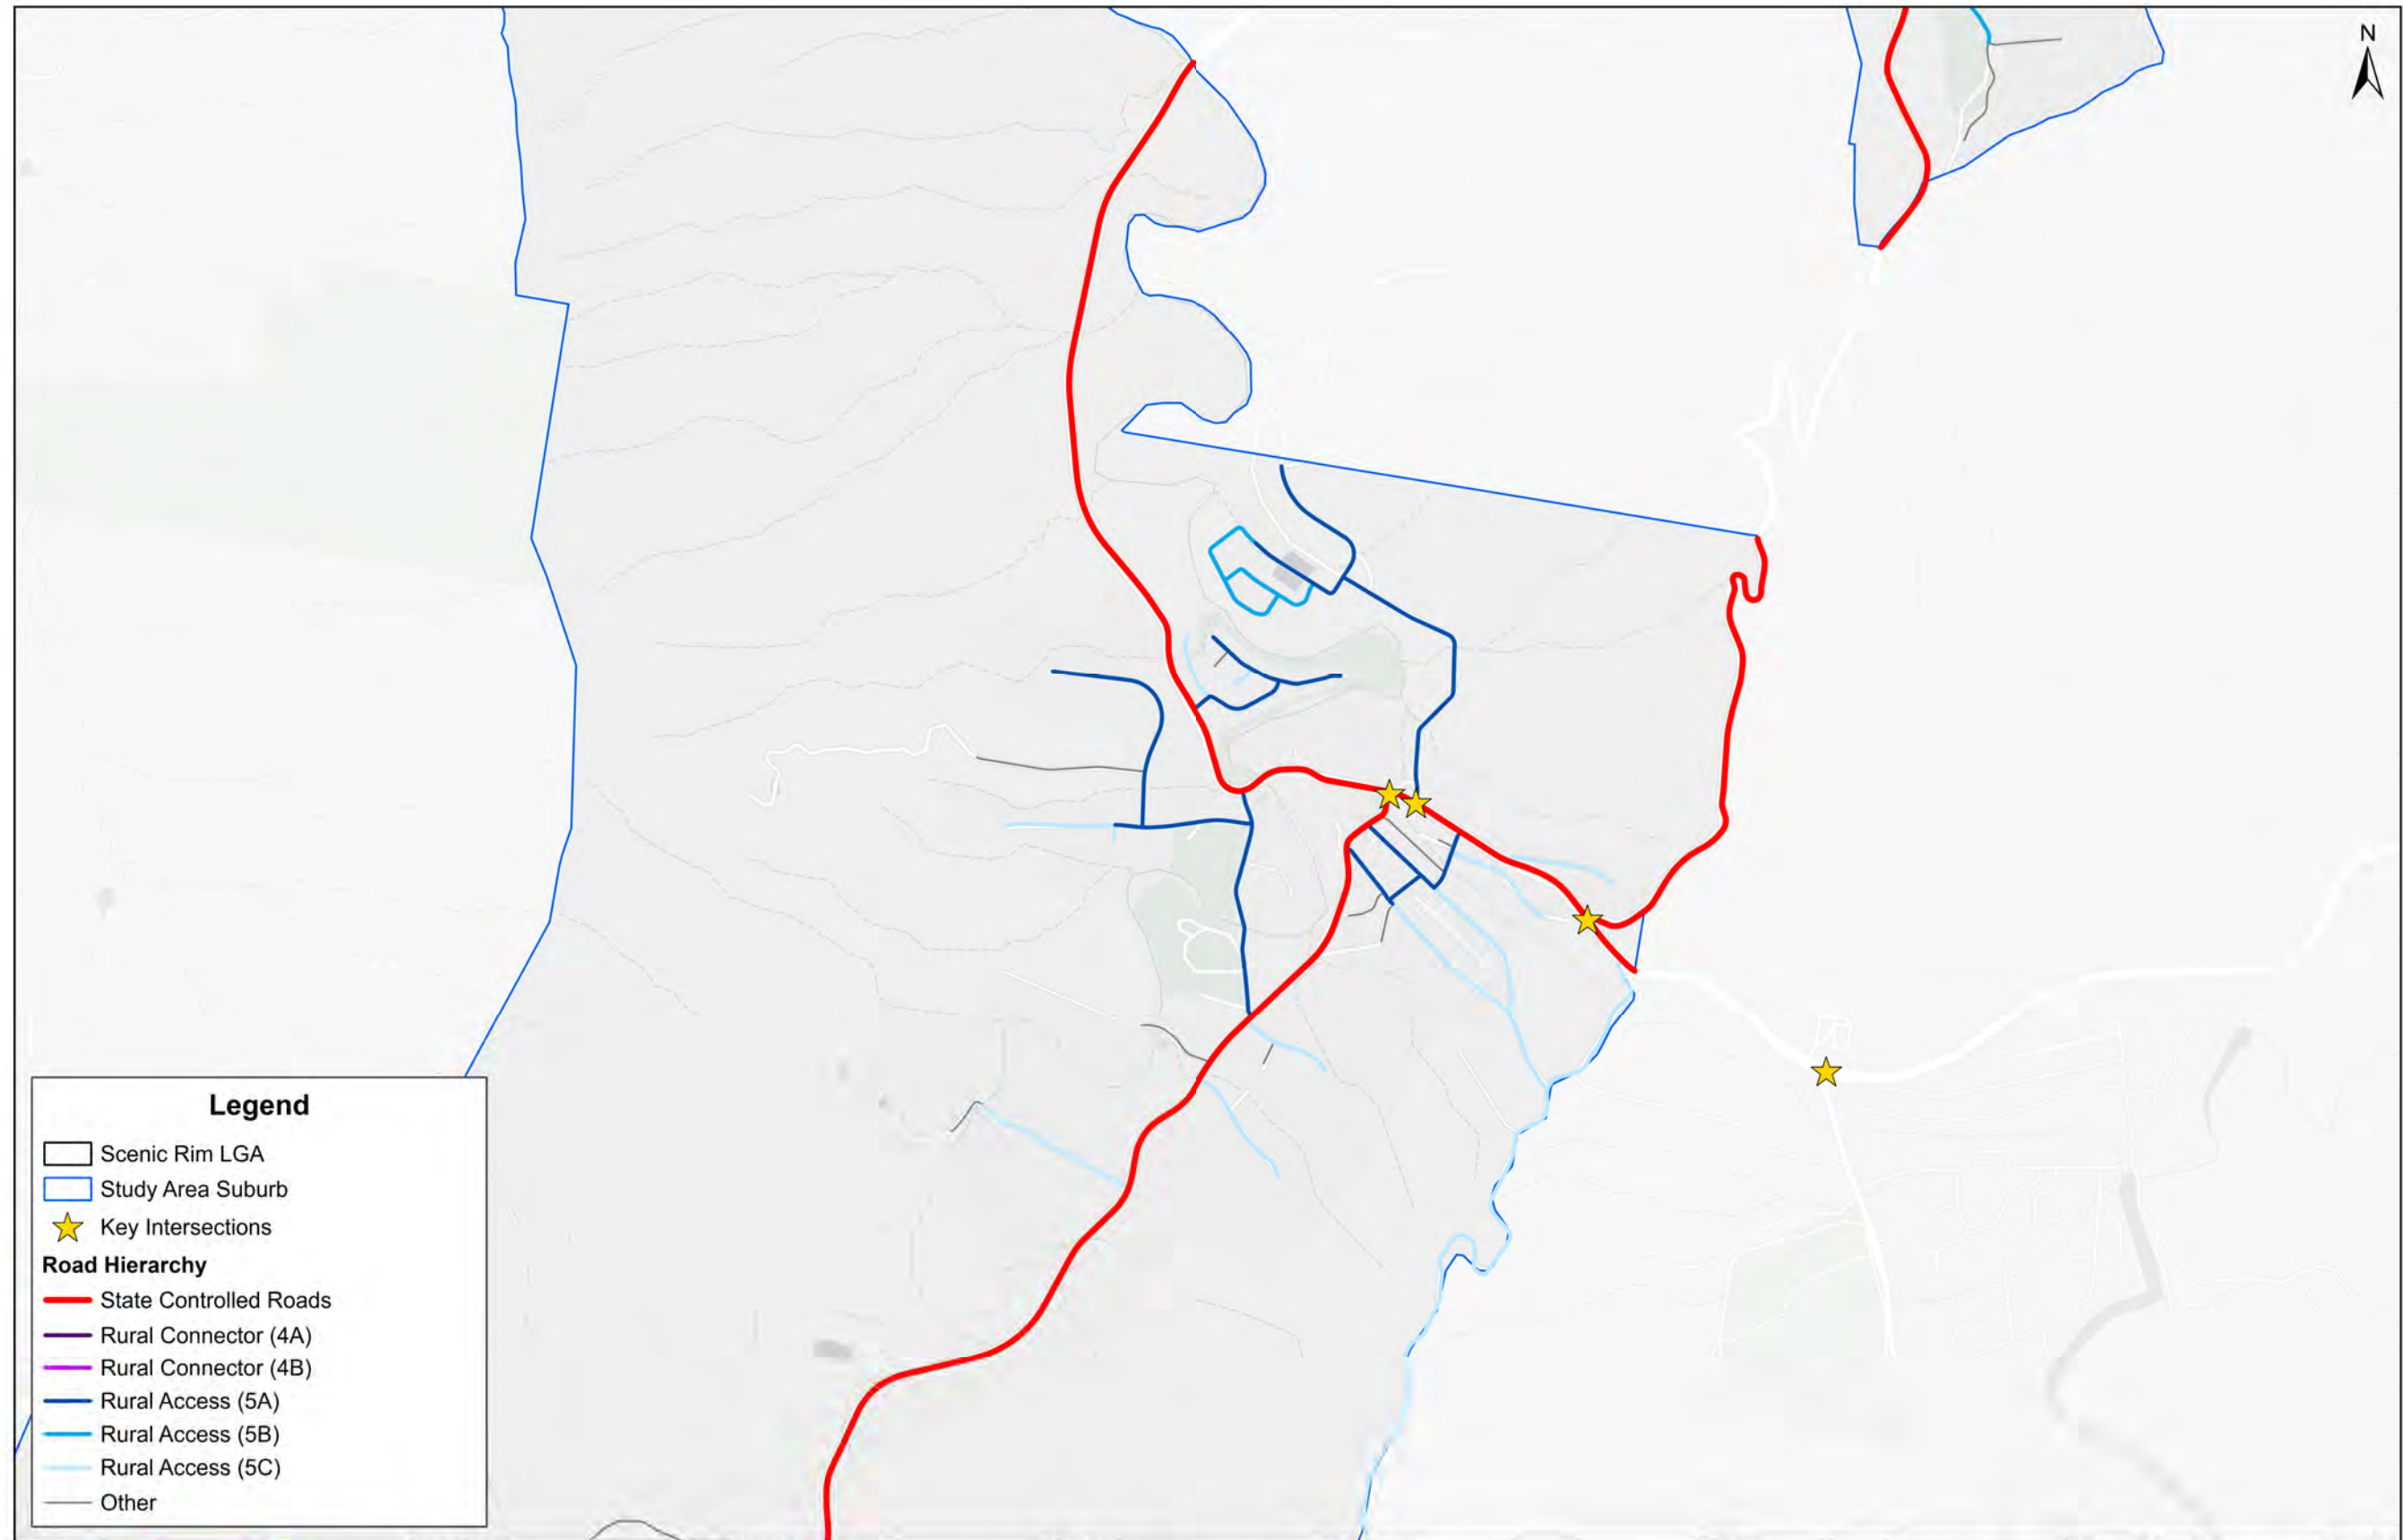 N
Legend
Scenic Rim LGA
Study Area Suburb
Key Intersections
Road Hierarchy
State Controlled Roads
Rural Connector (4A)
Rural Connector (4B)
Rural Access (5A)
Rural Access (5B)
Rural Access (5C)
Other